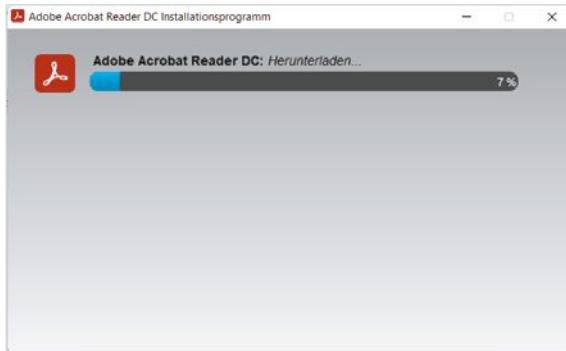 Adobe Acrobat Reader DC Installationsprogramm
Adobe Acrobat Reader DC: Herunterladen...
7 %